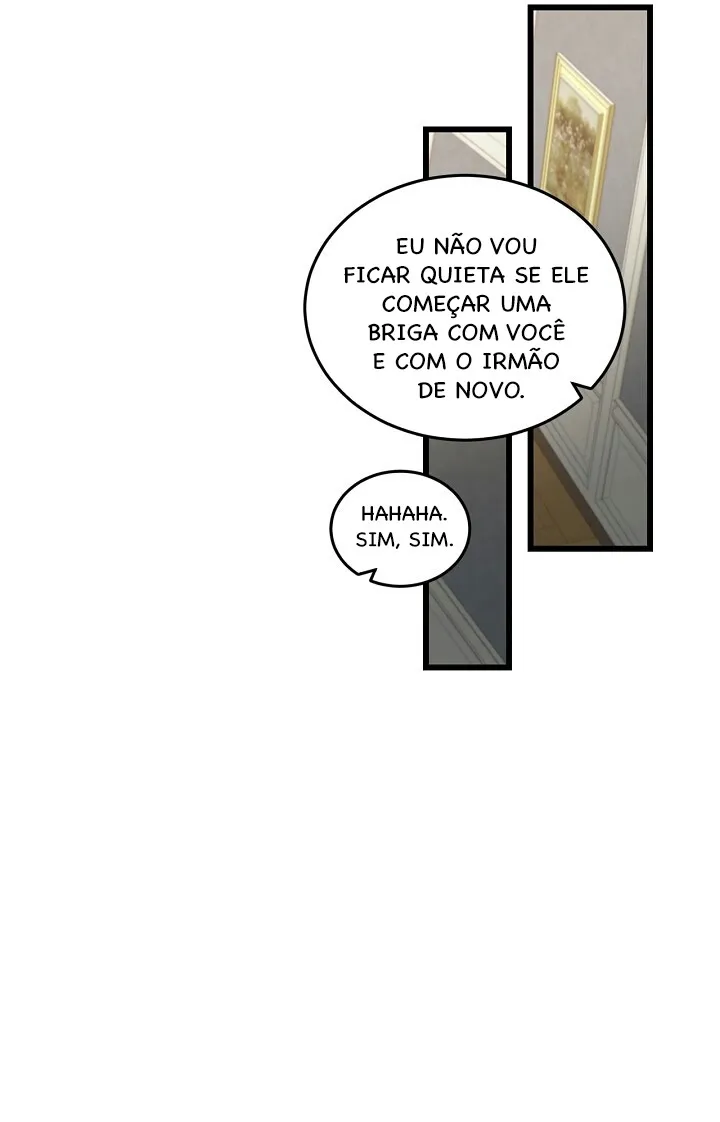 EU NÃO VOU
FICAR QUIETA SE ELE
COMEÇAR UMA
BRIGA COM VOCÊ
E COM O IRMÃO
DE NOVO.
HAHAHA.
SIM, SIM.